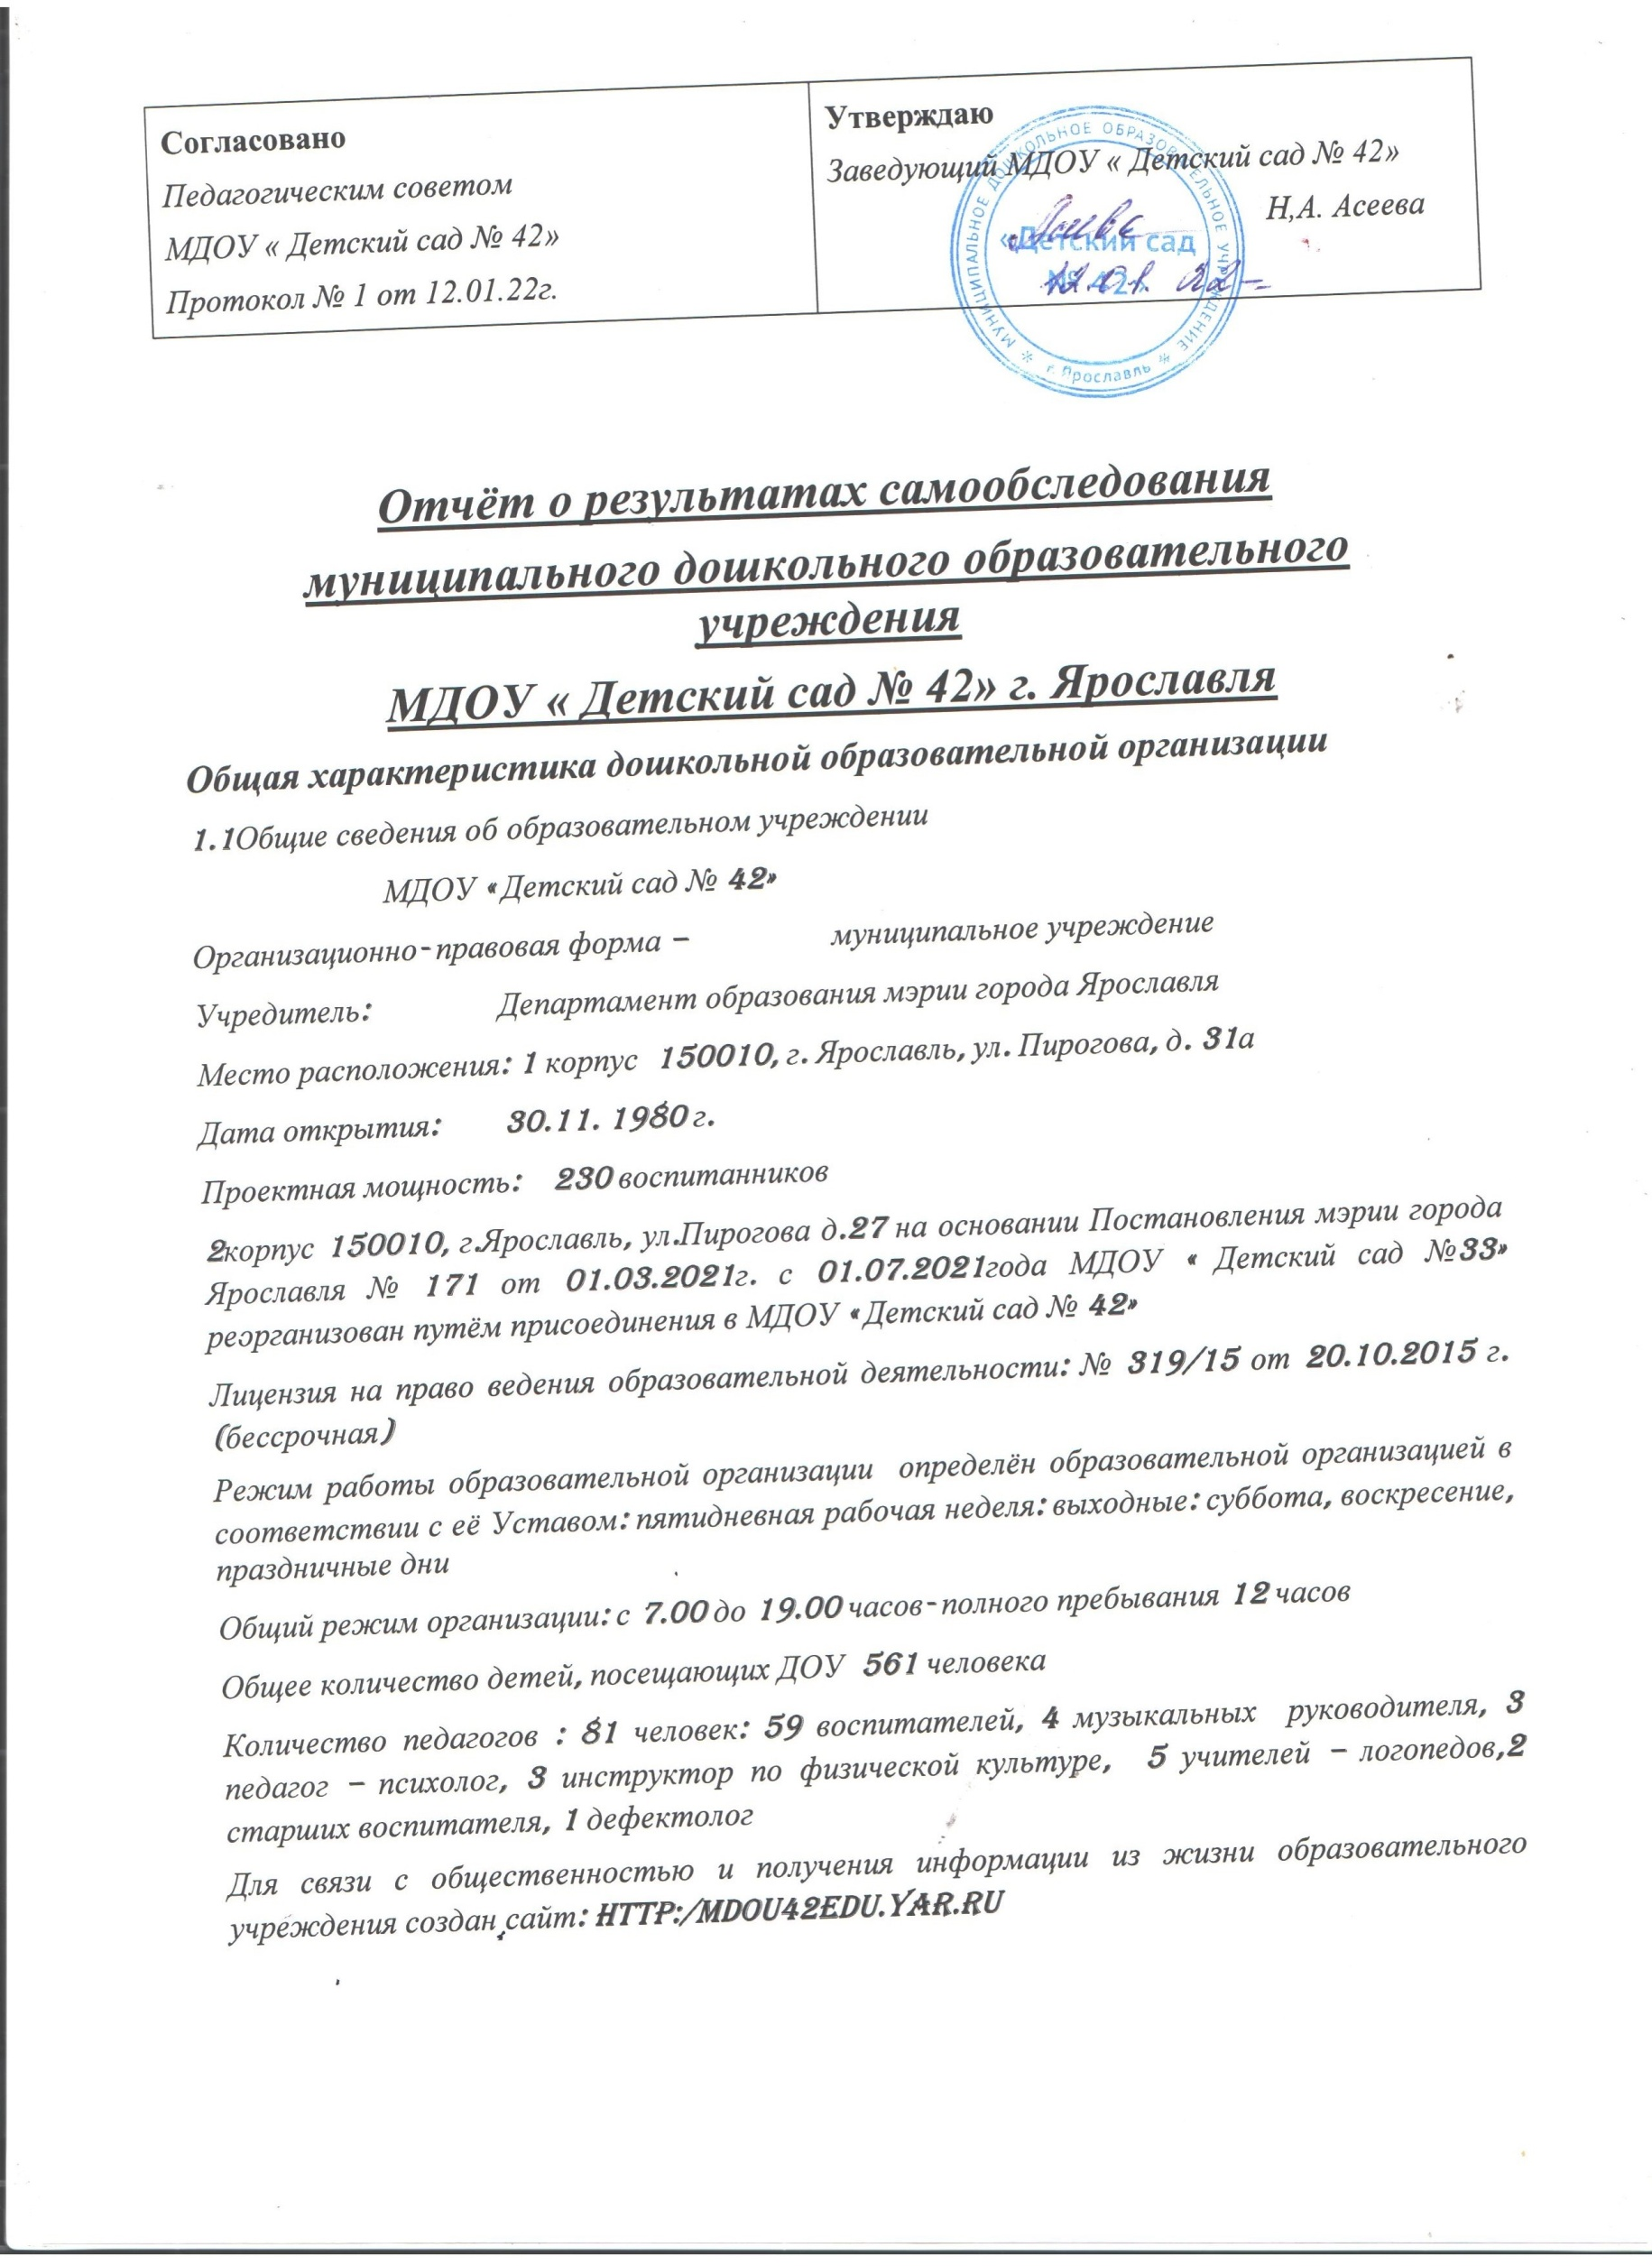 Согласовано
Педагогическим советом
МДОУ « Детский сад № 42»
Протокол № 1 от 12.01.22г.
Утверждаю
Заведующий МДОУ « Детский сад № 42»
Н,А. Асеева
МУНИЦИПАЛЬНОЕ ДОШКОЛЬНОЕ ОБРАЗОВАТЕЛЬНОЕ УЧРЕЖДЕНИЕ
«Детский сад
№ 42»
г. Ярославль
Отчёт о результатах самообследования
муниципального дошкольного образовательного
учреждения
МДОУ « Детский сад № 42» г. Ярославля
Общая характеристика дошкольной образовательной организации
1.1Общие сведения об образовательном учреждении
МДОУ «Детский сад № 42»
Организационно-правовая форма – муниципальное учреждение
Учредитель: Департамент образования мэрии города Ярославля
Место расположения: 1 корпус 150010, г. Ярославль, ул. Пирогова, д. 31а
Дата открытия: 30.11. 1980 г.
Проектная мощность: 230 воспитанников
2корпус 150010, г.Ярославль, ул.Пирогова д.27 на основании Постановления мэрии города
Ярославля № 171 от 01.03.2021г. с 01.07.2021года МДОУ « Детский сад №33»
реорганизован путём присоединения в МДОУ «Детский сад № 42»
Лицензия на право ведения образовательной деятельности: № 319/15 от 20.10.2015 г.
(бессрочная)
Режим работы образовательной организации определён образовательной организацией в
соответствии с её Уставом: пятидневная рабочая неделя: выходные: суббота, воскресение,
праздничные дни
Общий режим организации: с 7.00 до 19.00 часов-полного пребывания 12 часов
Общее количество детей, посещающих ДОУ 561 человека
Количество педагогов : 81 человек: 59 воспитателей, 4 музыкальных руководителя, 3
педагог – психолог, 3 инструктор по физической культуре, 5 учителей – логопедов,2
старших воспитателя, 1 дефектолог
Для связи с общественностью и получения информации из жизни образовательного
учреждения создан сайт: HTTP:/MDOU42EDU.YAR.RU